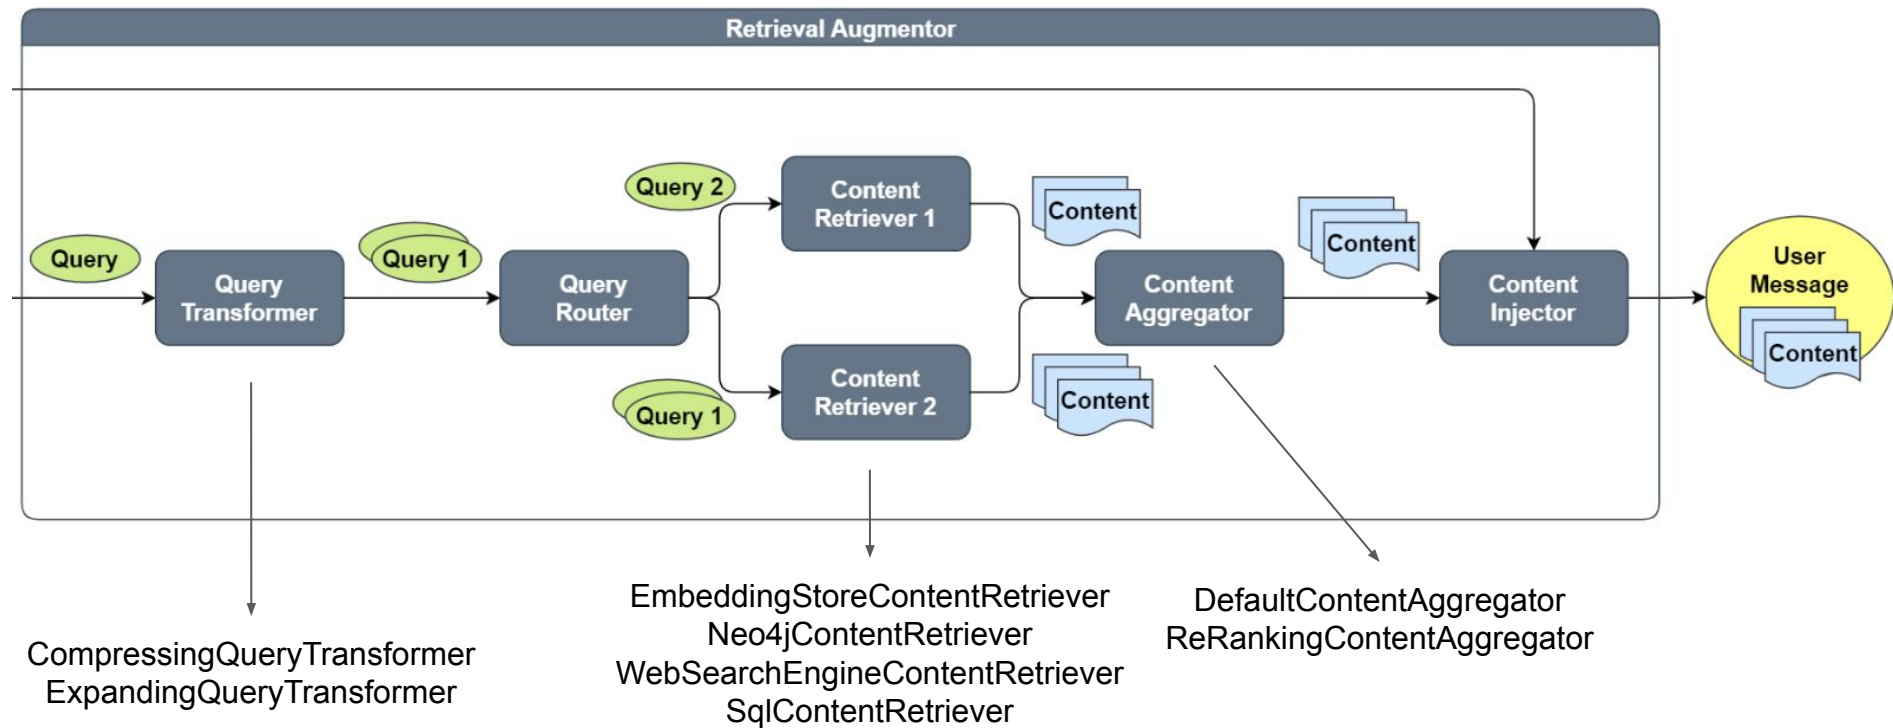 Retrieval Augmentor
Query
Query
Transformer
Query 1
Query
Router
Query 2
Content
Retriever 1
Query 1
Content
Retriever 2
Content
Content
Content
Aggregator
Content
Content
Injector
User
Message
Content
CompressingQueryTransformer
ExpandingQueryTransformer
EmbeddingStoreContentRetriever
Neo4jContentRetriever
WebSearchEngineContentRetriever
SqlContentRetriever
DefaultContentAggregator
ReRankingContentAggregator